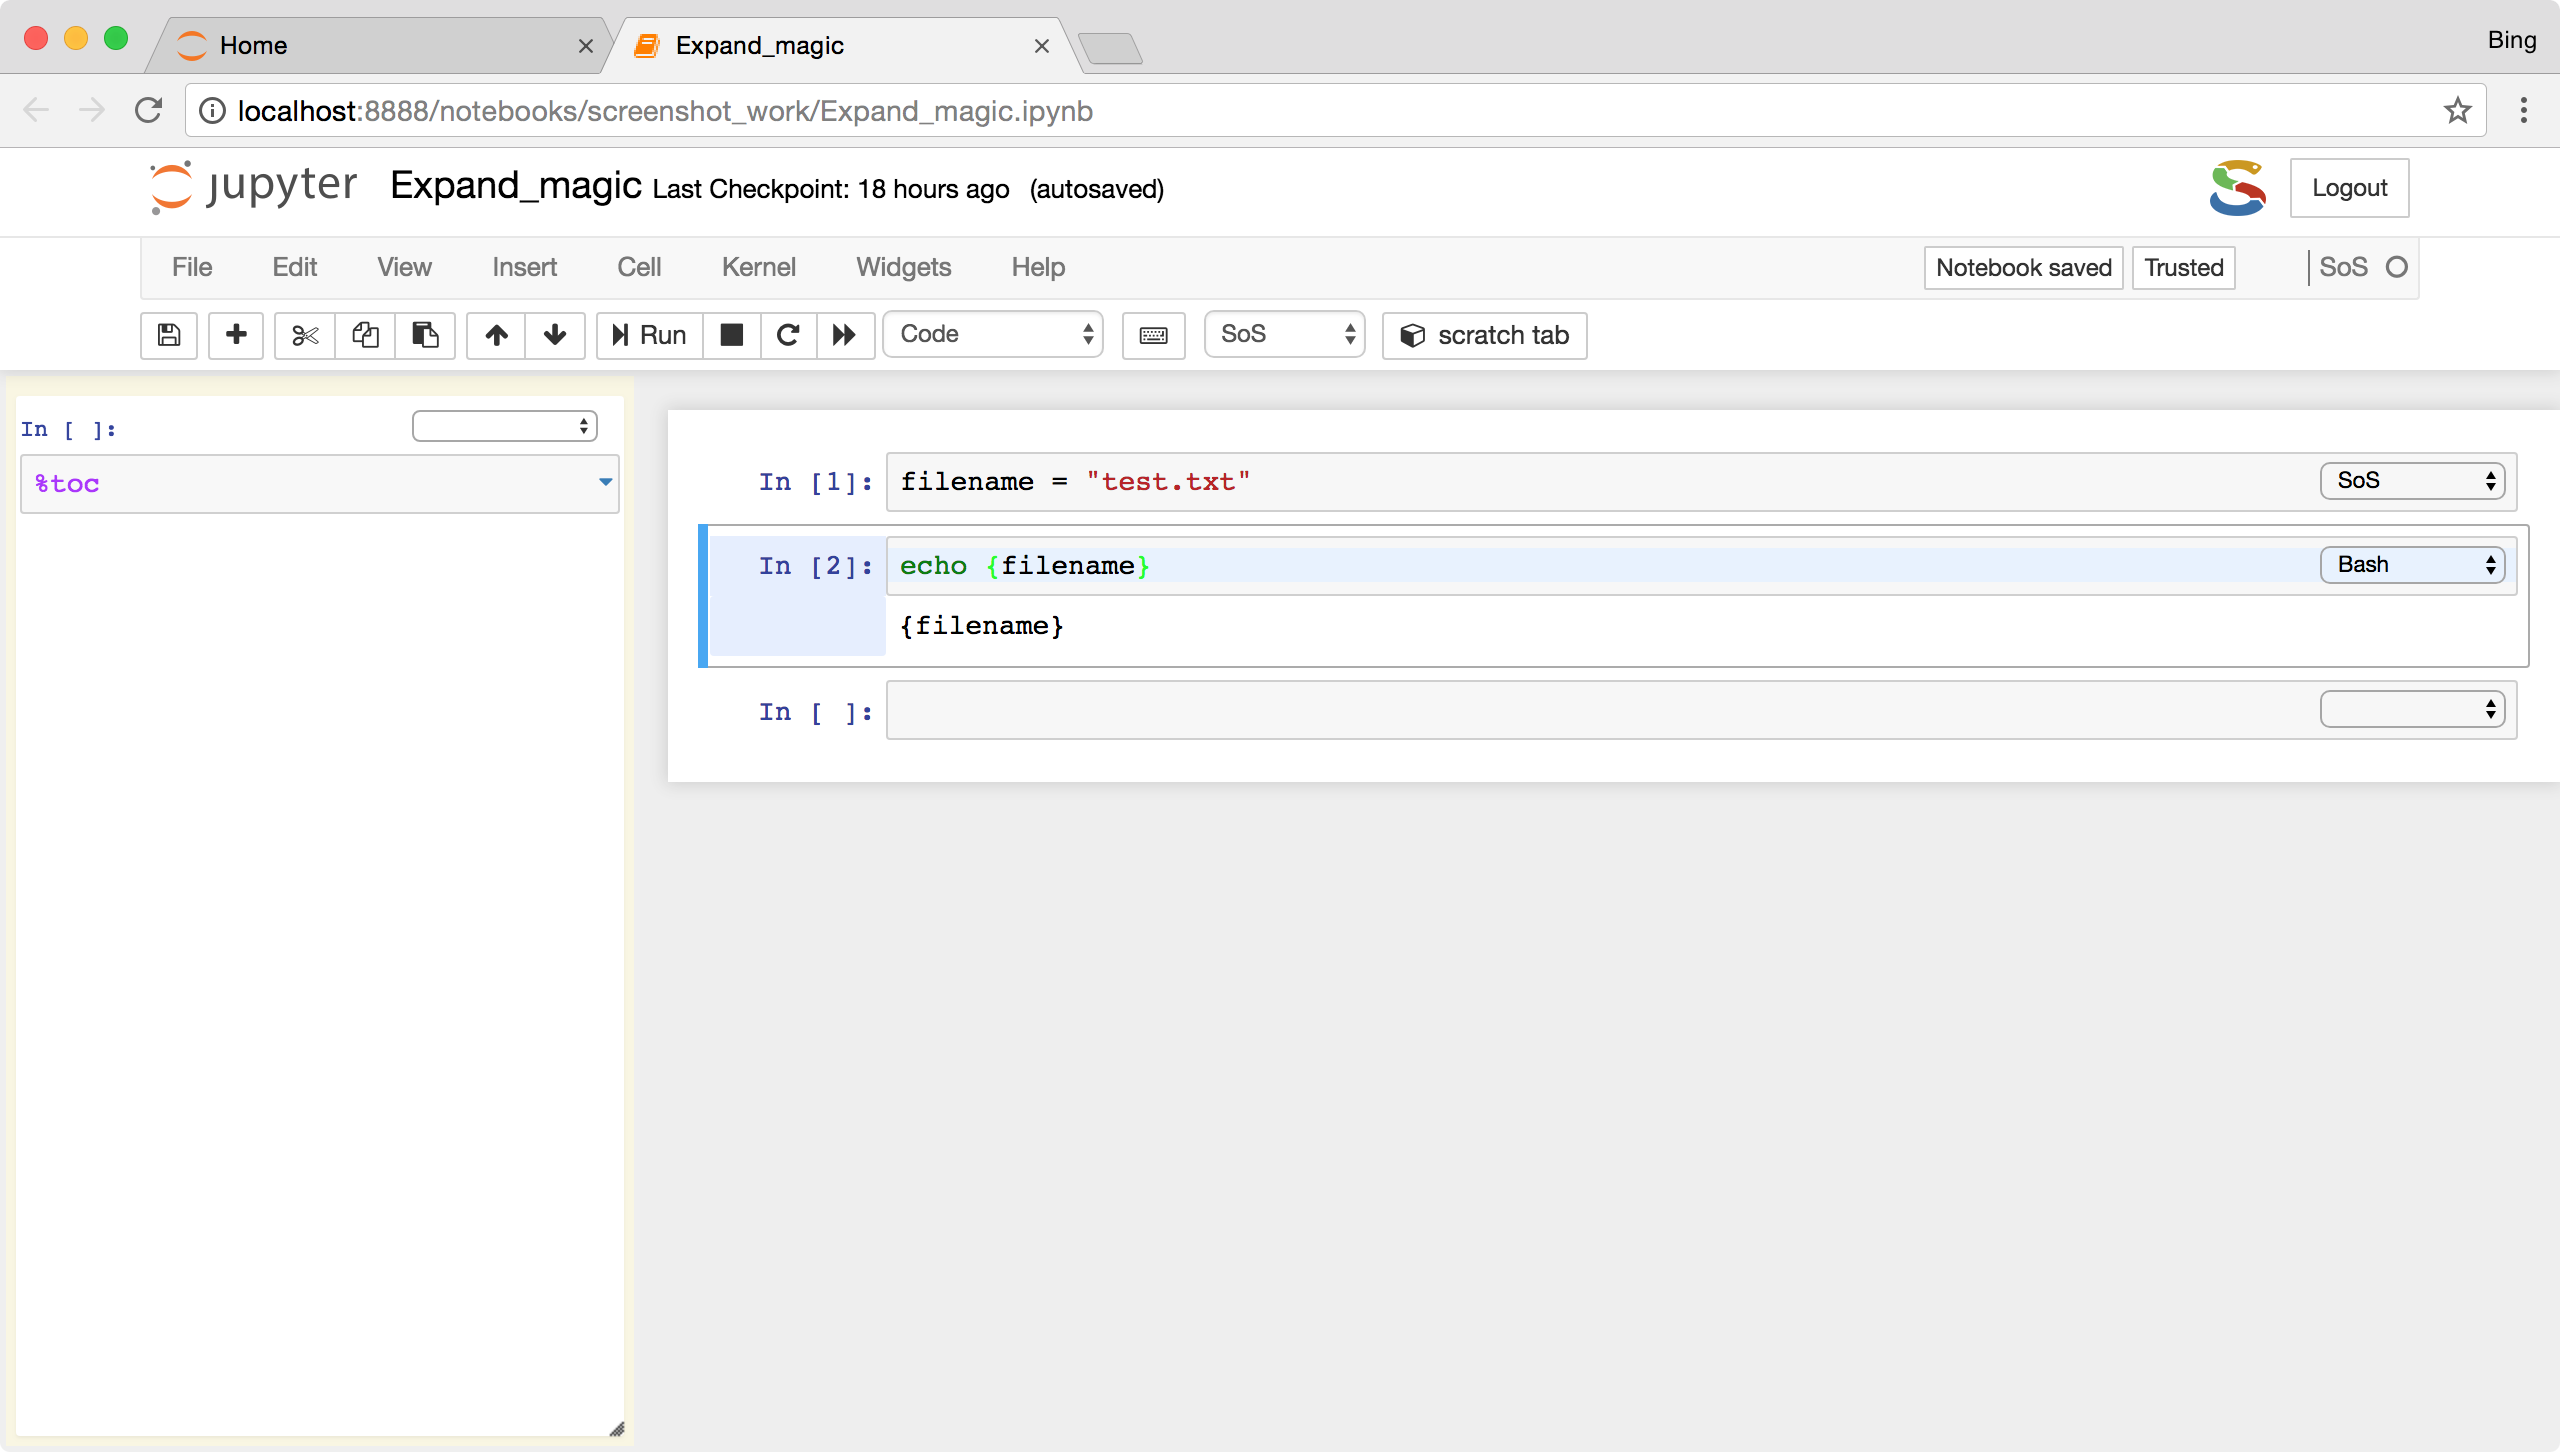 Home
Expand_magic
Bing
localhost:8888/notebooks/screenshot_work/Expand_magic.ipynb
jupyter Expand_magic Last Checkpoint: 18 hours ago (autosaved)
Logout
File Edit View Insert Cell Kernel Widgets Help
Notebook saved Trusted SoS
Run Code SoS scratch tab
In [ ]:
%toc
In [1]: filename = "test.txt" SoS
In [2]: echo {filename} Bash
{filename}
In [ ]: